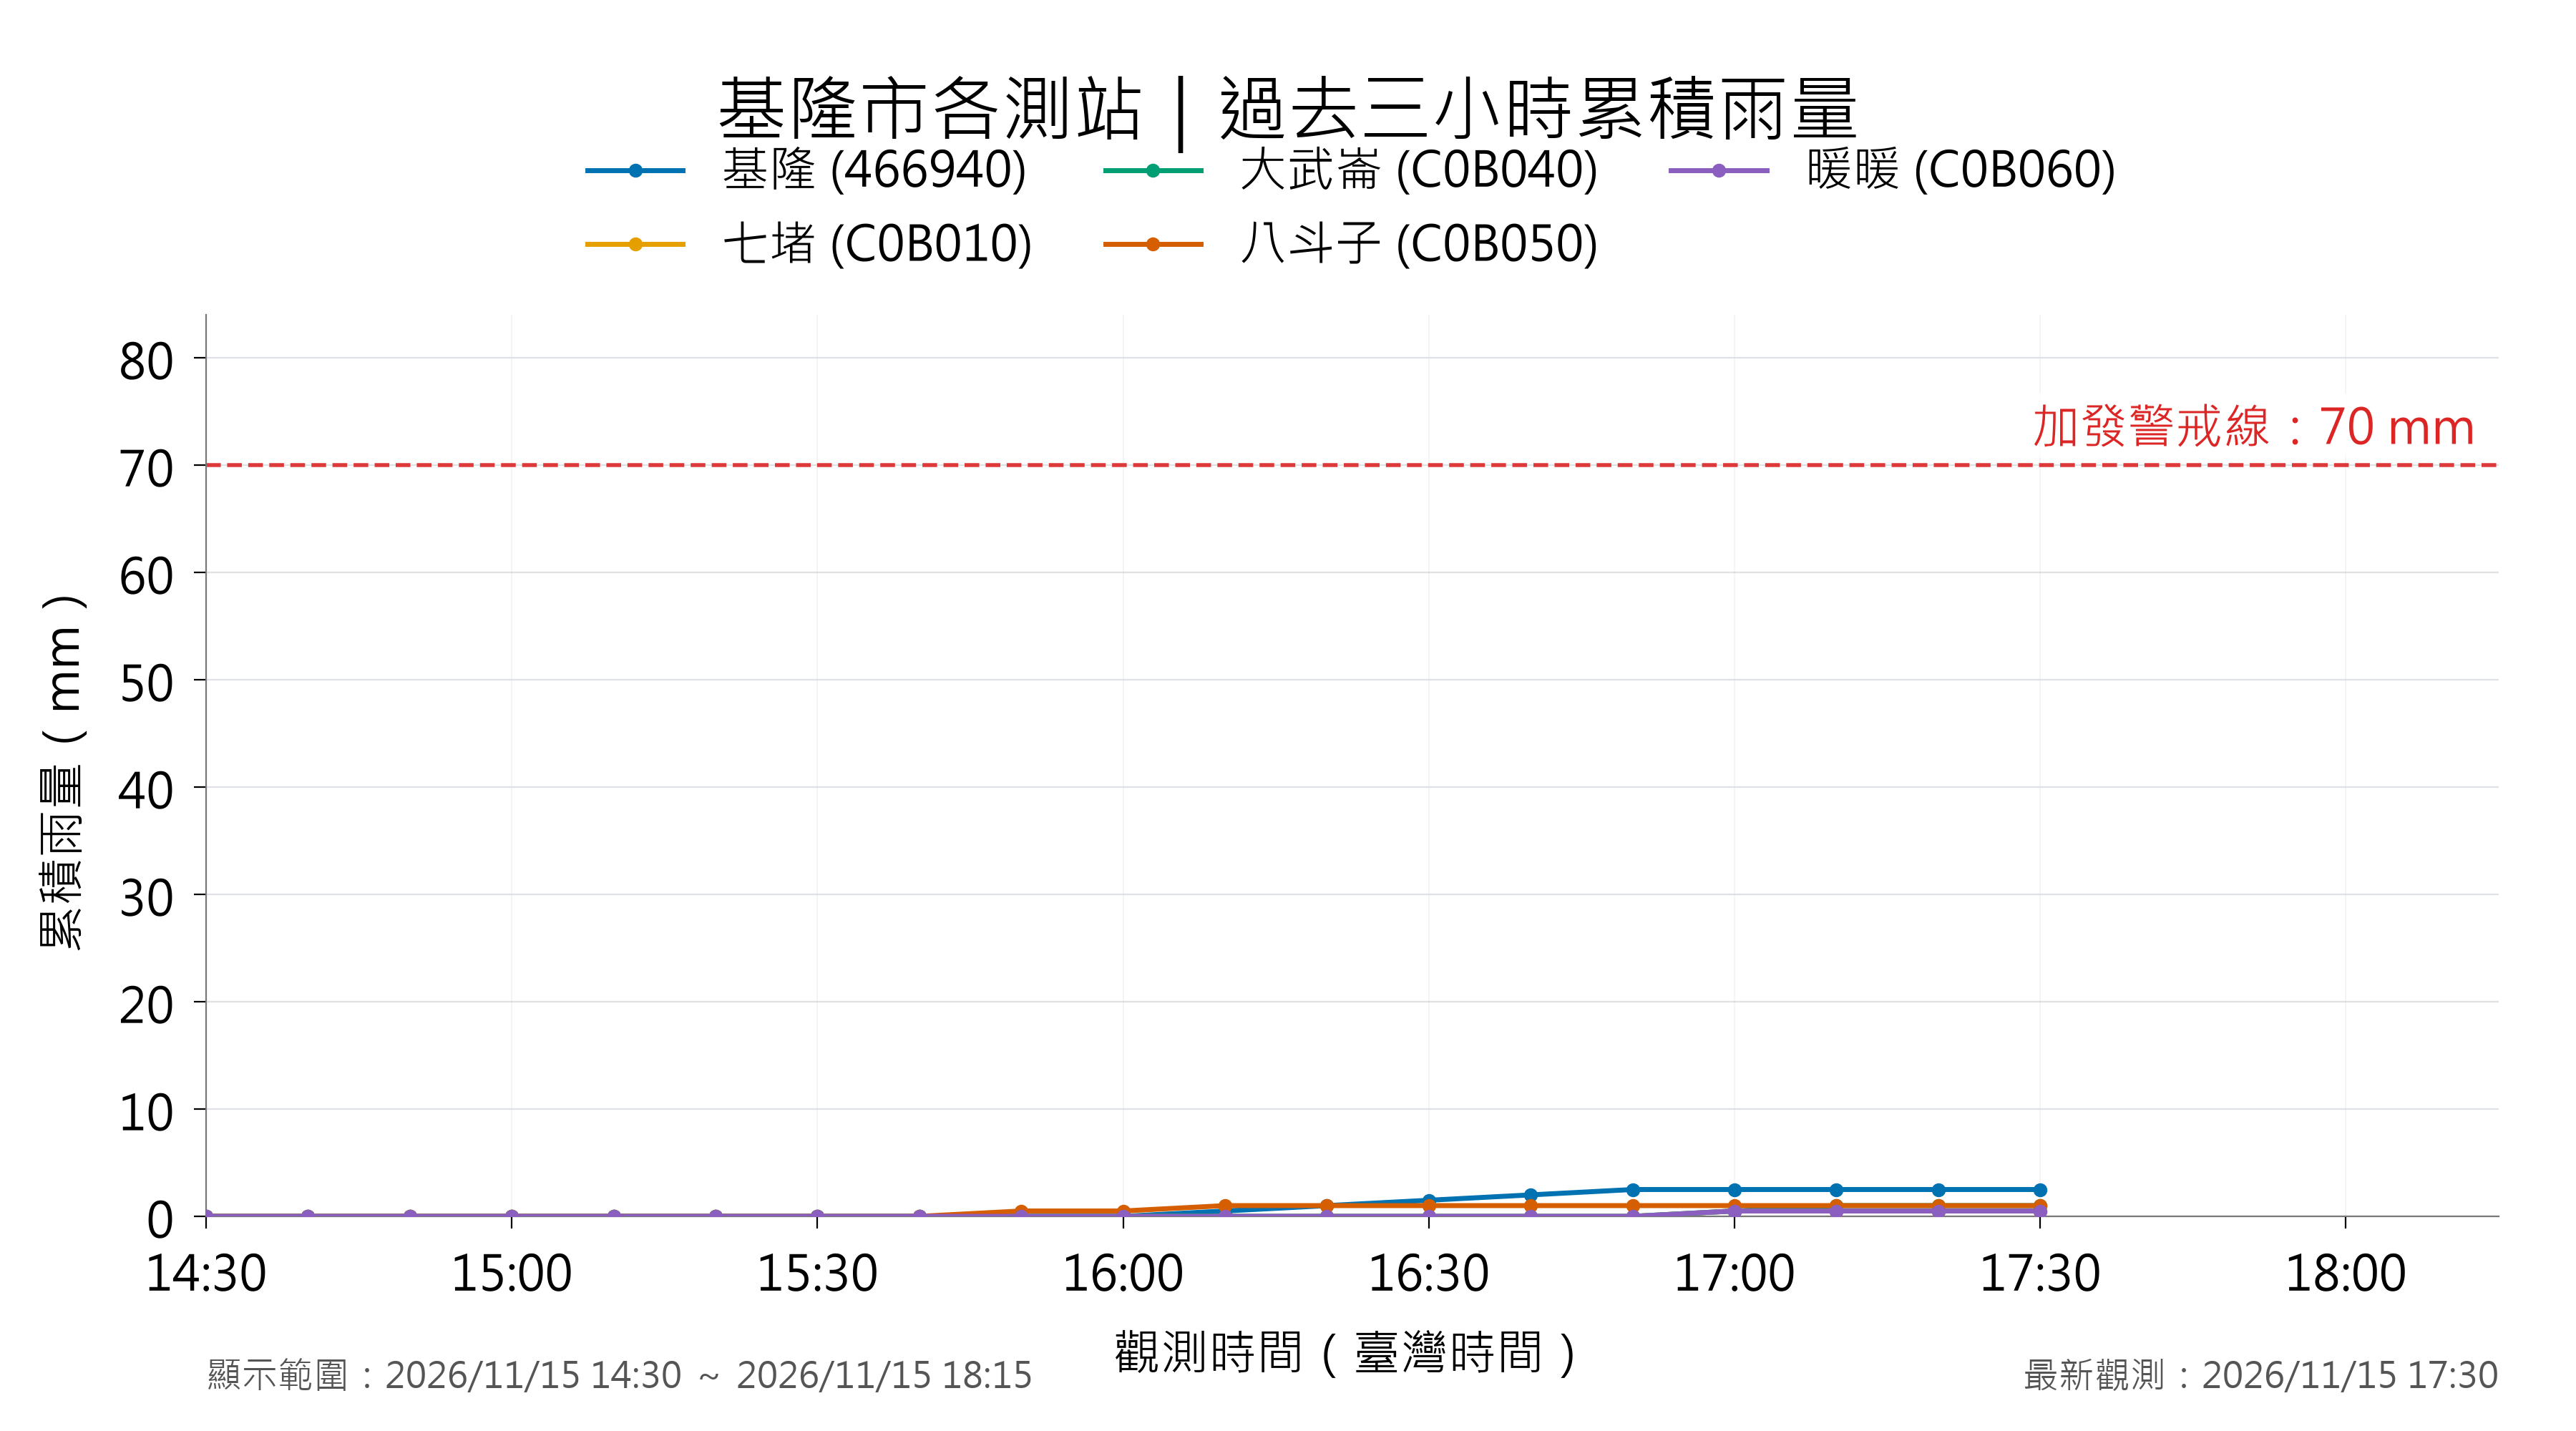 基隆市各測站｜過去三小時累積雨量
基隆 (466940)
大武崙 (C0B040)
暖暖 (C0B060)
七堵 (C0B010)
八斗子 (C0B050)
累積雨量（mm）
80
70
60
50
40
30
20
10
0
加發警戒線：70 mm
14:30
15:00
15:30
16:00
16:30
17:00
17:30
18:00
觀測時間（臺灣時間）
顯示範圍：2026/11/15 14:30 ~ 2026/11/15 18:15
最新觀測：2026/11/15 17:30